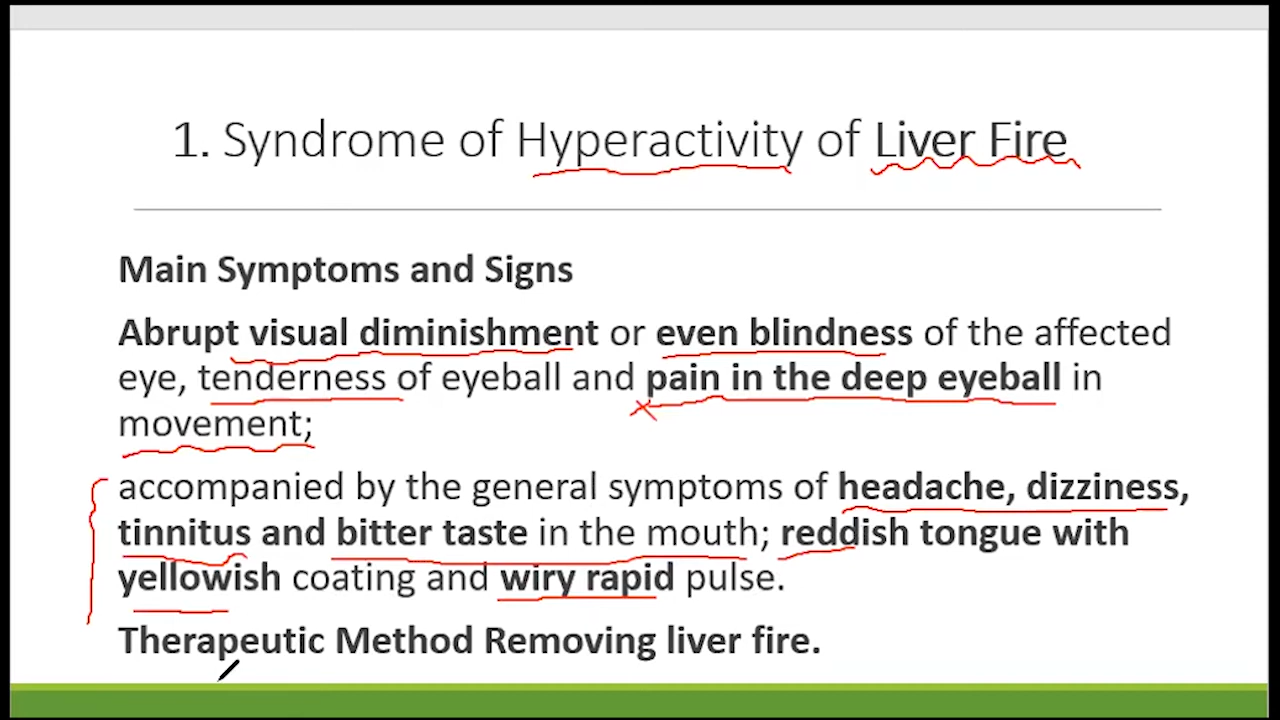 1. Syndrome of Hyperactivity of Liver Fire
Main Symptoms and Signs
Abrupt visual diminishment or even blindness of the affected
eye, tenderness of eyeball and pain in the deep eyeball in
movement;
accompanied by the general symptoms of headache, dizziness,
tinnitus and bitter taste in the mouth; reddish tongue with
yellowish coating and wiry rapid pulse.
Therapeutic Method Removing liver fire.